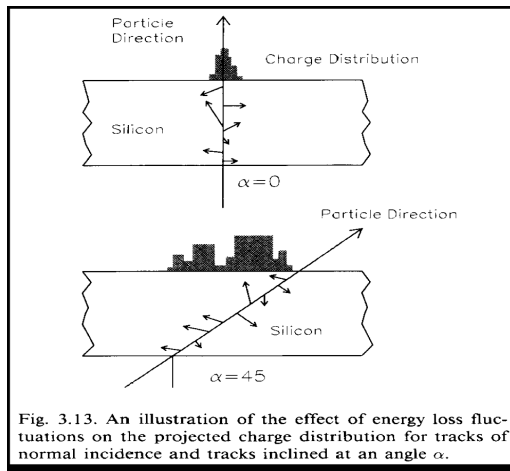 Particle
Direction
Charge Distribution
Silicon
α=0
Particle Direction
Silicon
α=45
Fig. 3.13. An illustration of the effect of energy loss fluc-
tuations on the projected charge distribution for tracks of
normal incidence and tracks inclined at an angle α.